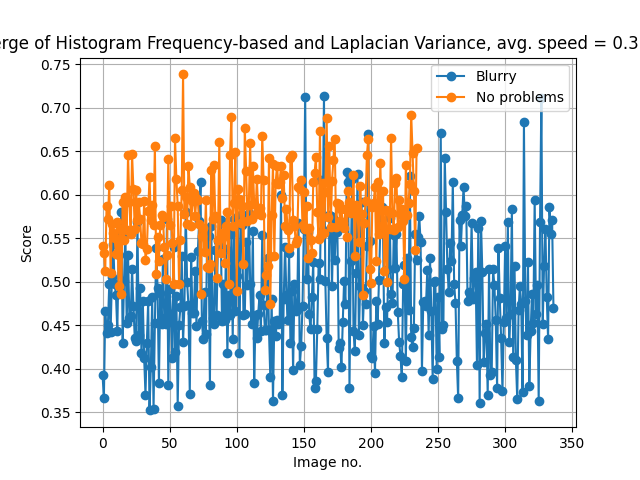 erge of Histogram Frequency-based and Laplacian Variance, avg. speed = 0.3
Blurry
No problems
0.75
0.70
0.65
0.60
0.55
0.50
0.45
0.40
0.35
Score
0 50 100 150 200 250 300 350
Image no.